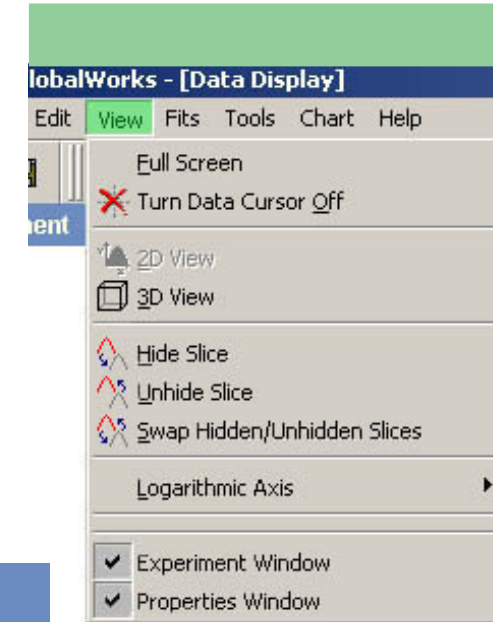 lobalWorks - [Data Display]
Edit View Fits Tools Chart Help
ent
Full Screen
Turn Data Cursor Off
2D View
3D View
Hide Slice
Unhide Slice
Swap Hidden/Unhidden Slices
Logarithmic Axis
Experiment Window
Properties Window